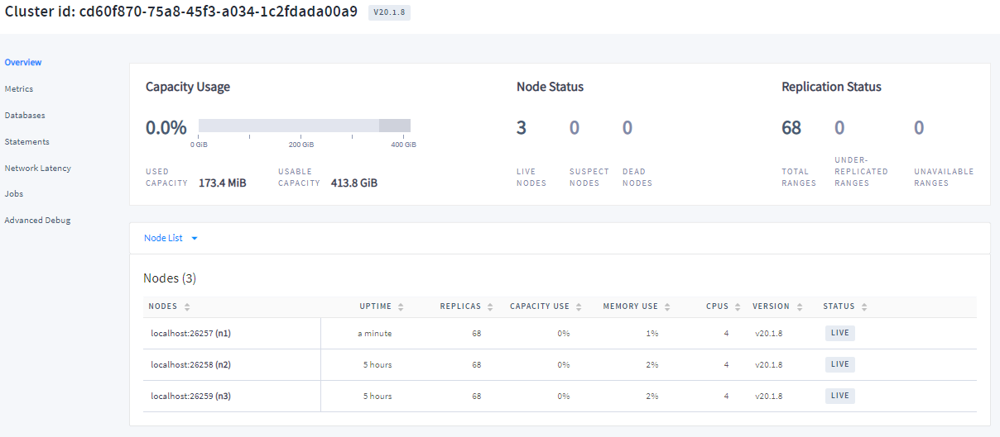 Cluster id: cd60f870-75a8-45f3-a034-1c2fdada00a9 V20.1.8
Overview
Metrics
Databases
Statements
Network Latency
Jobs
Advanced Debug
Capacity Usage
0.0%
0 GiB 200 GiB 400 GiB
USED CAPACITY 173.4 MiB
USABLE CAPACITY 413.8 GiB
Node Status
3 0 0
LIVE NODES
SUSPECT NODES
DEAD NODES
Replication Status
68 0 0
TOTAL RANGES
UNDER-REPLICATED RANGES
UNAVAILABLE RANGES
Node List
Nodes (3)
NODES UPTIME REPLICAS CAPACITY USE MEMORY USE CPUS VERSION STATUS
localhost:26257 (n1) a minute 68 0% 1% 4 v20.1.8 LIVE
localhost:26258 (n2) 5 hours 68 0% 2% 4 v20.1.8 LIVE
localhost:26259 (n3) 5 hours 68 0% 2% 4 v20.1.8 LIVE